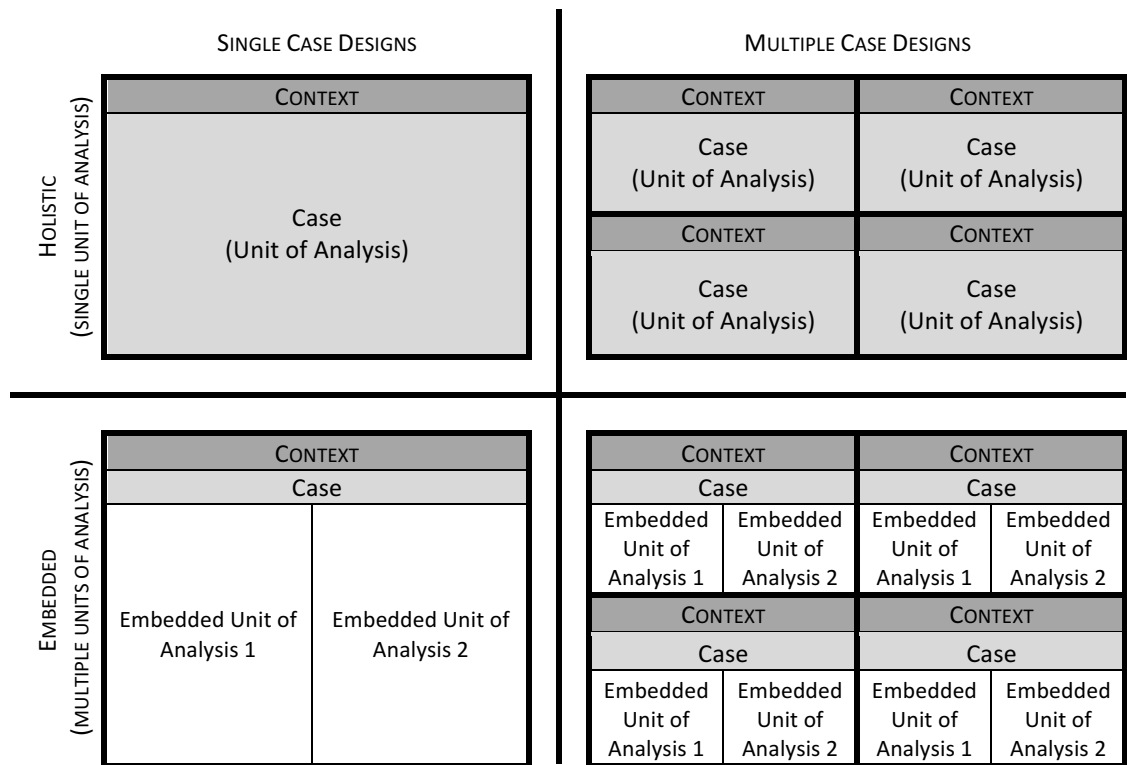 SINGLE CASE DESIGNS
MULTIPLE CASE DESIGNS
HOLISTIC
(SINGLE UNIT OF ANALYSIS)
CONTEXT
Case
(Unit of Analysis)
CONTEXT
CONTEXT
Case
(Unit of Analysis)
Case
(Unit of Analysis)
CONTEXT
CONTEXT
Case
(Unit of Analysis)
Case
(Unit of Analysis)
EMBEDDED
(MULTIPLE UNITS OF ANALYSIS)
CONTEXT
Case
Embedded Unit of
Analysis 1
Embedded Unit of
Analysis 2
CONTEXT
CONTEXT
Case
Case
Embedded
Unit of
Analysis 1
Embedded
Unit of
Analysis 2
Embedded
Unit of
Analysis 1
Embedded
Unit of
Analysis 2
CONTEXT
CONTEXT
Case
Case
Embedded
Unit of
Analysis 1
Embedded
Unit of
Analysis 2
Embedded
Unit of
Analysis 1
Embedded
Unit of
Analysis 2